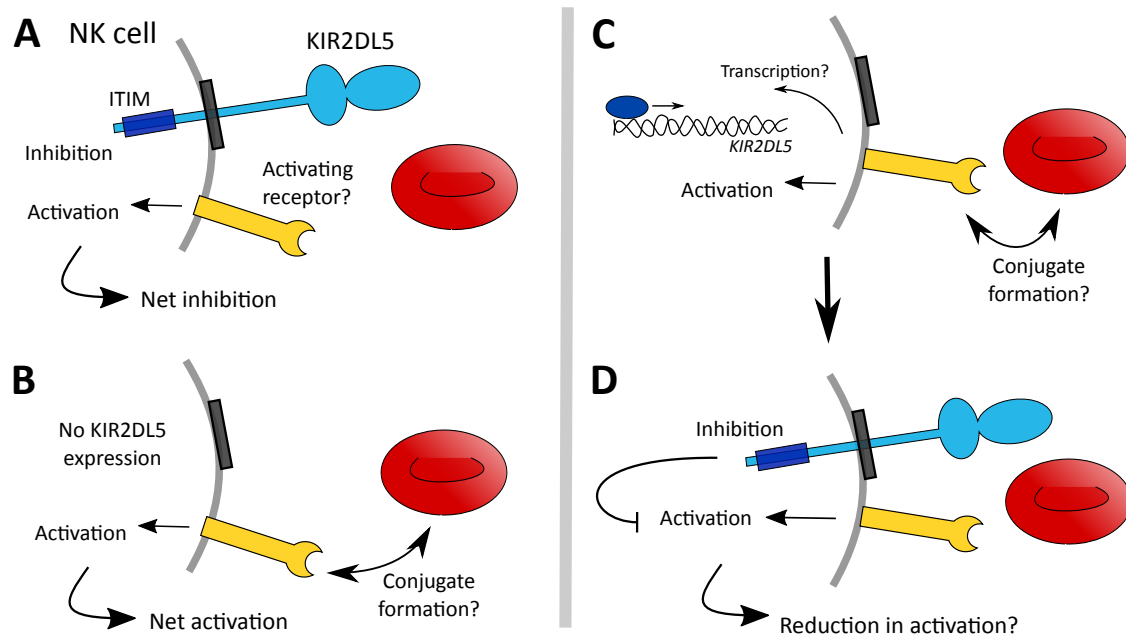 A
NK cell
KIR2DL5
ITIM
Inhibition
Activating
receptor?
Activation
Net inhibition
B
No KIR2DL5
expression
Activation
Conjugate
formation?
Net activation
C
Transcription?
KIR2DL5
Activation
Conjugate
formation?
D
Inhibition
Activation
Reduction in activation?